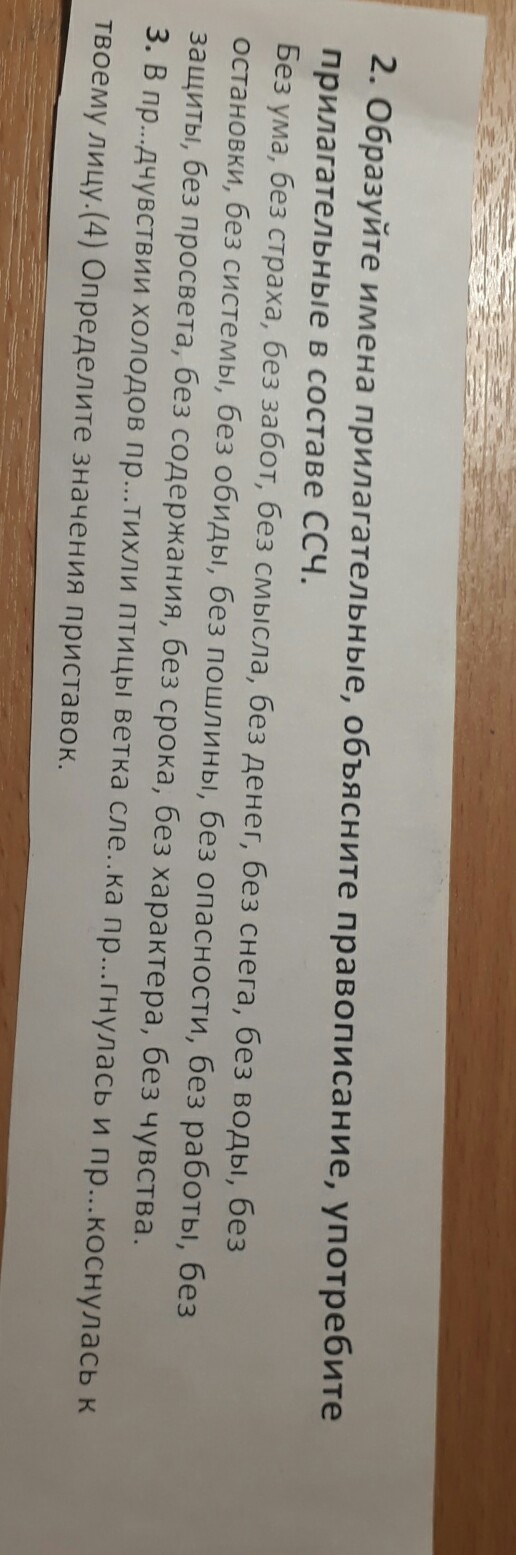 2. Образуйте имена прилагательные, объясните правописание, употребите
прилагательные в составе ССЧ.
Без ума, без страха, без забот, без смысла, без денег, без снега, без воды, без
остановки, без системы, без обиды, без пошлины, без опасности, без работы, без
защиты, без просвета, без содержания, без срока, без характера, без чувства.
3. В пр...дчувствии холодов пр...тихли птицы ветка сле..ка пр...гнулась и пр...коснулась к
твоему лицу.(4) Определите значения приставок.